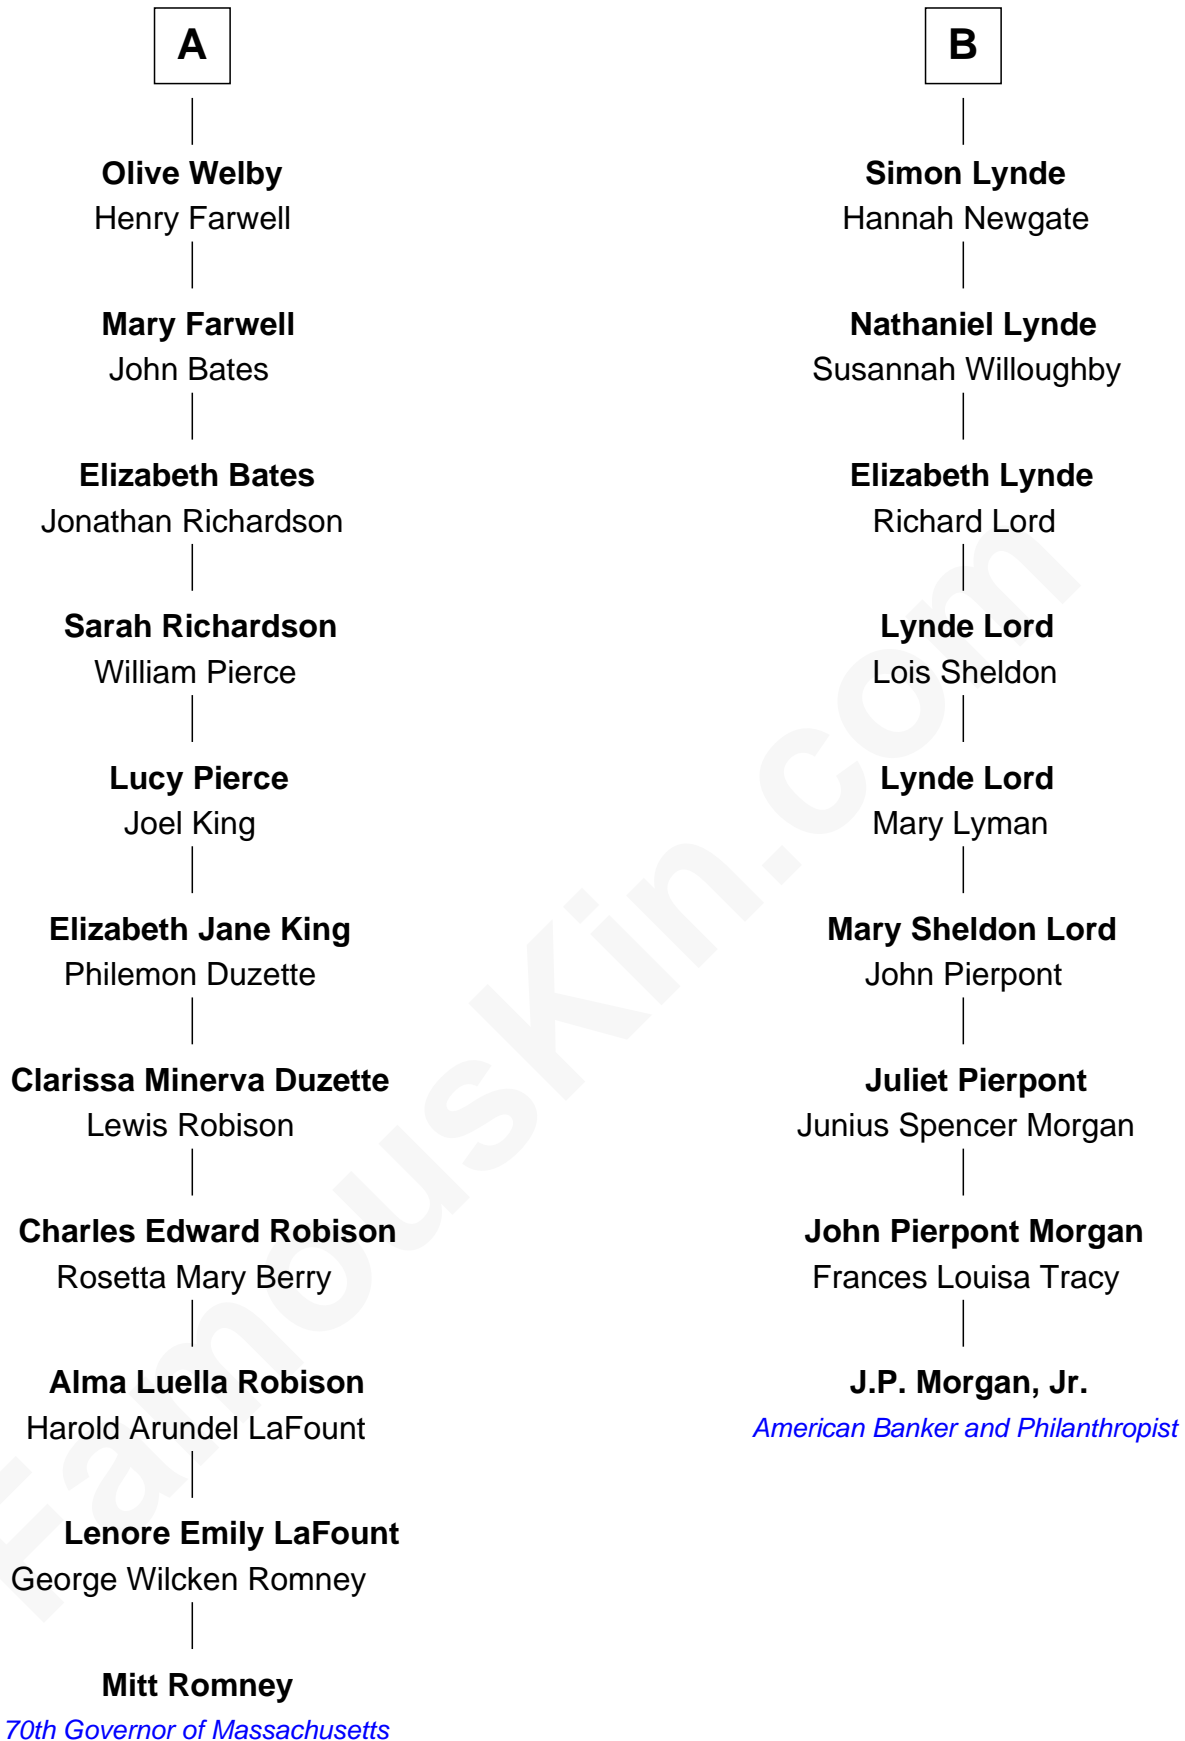 A
Olive Welby
Henry Farwell
Mary Farwell
John Bates
Elizabeth Bates
Jonathan Richardson
Sarah Richardson
William Pierce
Lucy Pierce
Joel King
Elizabeth Jane King
Philemon Duzette
Clarissa Minerva Duzette
Lewis Robison
Charles Edward Robison
Rosetta Mary Berry
Alma Luella Robison
Harold Arundel LaFount
Lenore Emily LaFount
George Wilcken Romney
Mitt Romney
70th Governor of Massachusetts
B
Simon Lynde
Hannah Newgate
Nathaniel Lynde
Susannah Willoughby
Elizabeth Lynde
Richard Lord
Lynde Lord
Lois Sheldon
Lynde Lord
Mary Lyman
Mary Sheldon Lord
John Pierpont
Juliet Pierpont
Junius Spencer Morgan
John Pierpont Morgan
Frances Louisa Tracy
J.P. Morgan, Jr.
American Banker and Philanthropist
FamousKin.com